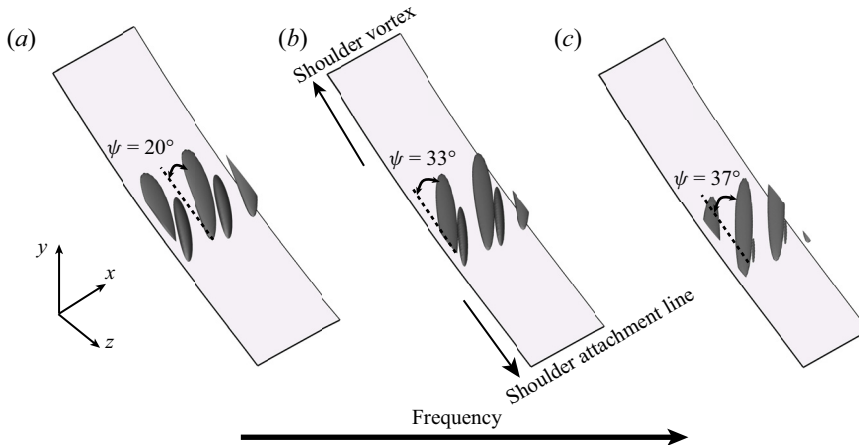 (a)
(b)
(c)
Shoulder vortex
ψ = 20°
ψ = 33°
ψ = 37°
y
x
z
Shoulder attachment line
Frequency